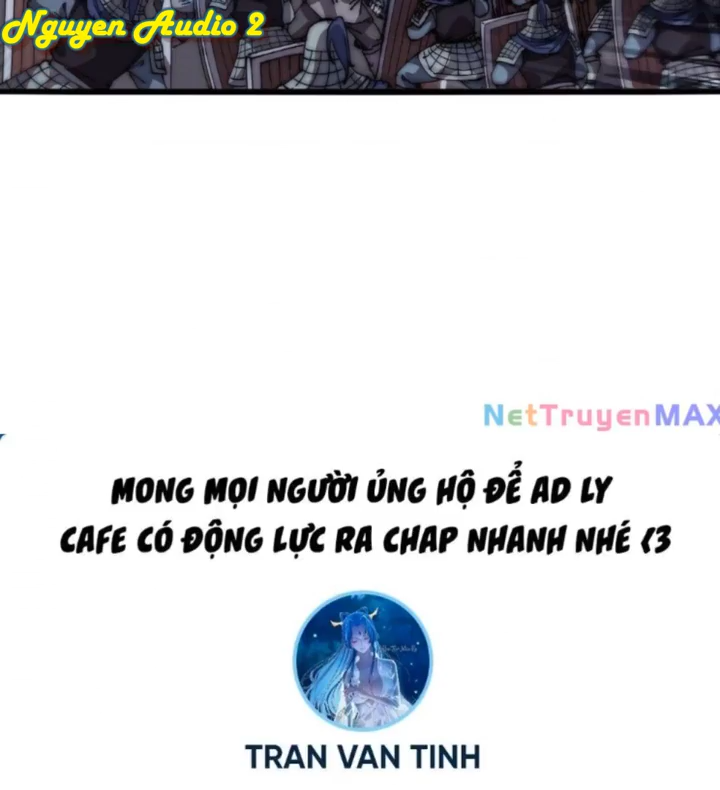 Nguyen Audio 2
NetTruyenMAX
MONG MỌI NGƯỜI ỦNG HỘ ĐỂ AD LY
CAFE CÓ ĐỘNG LỰC RA CHAP NHANH NHÉ <3
TRAN VAN TINH